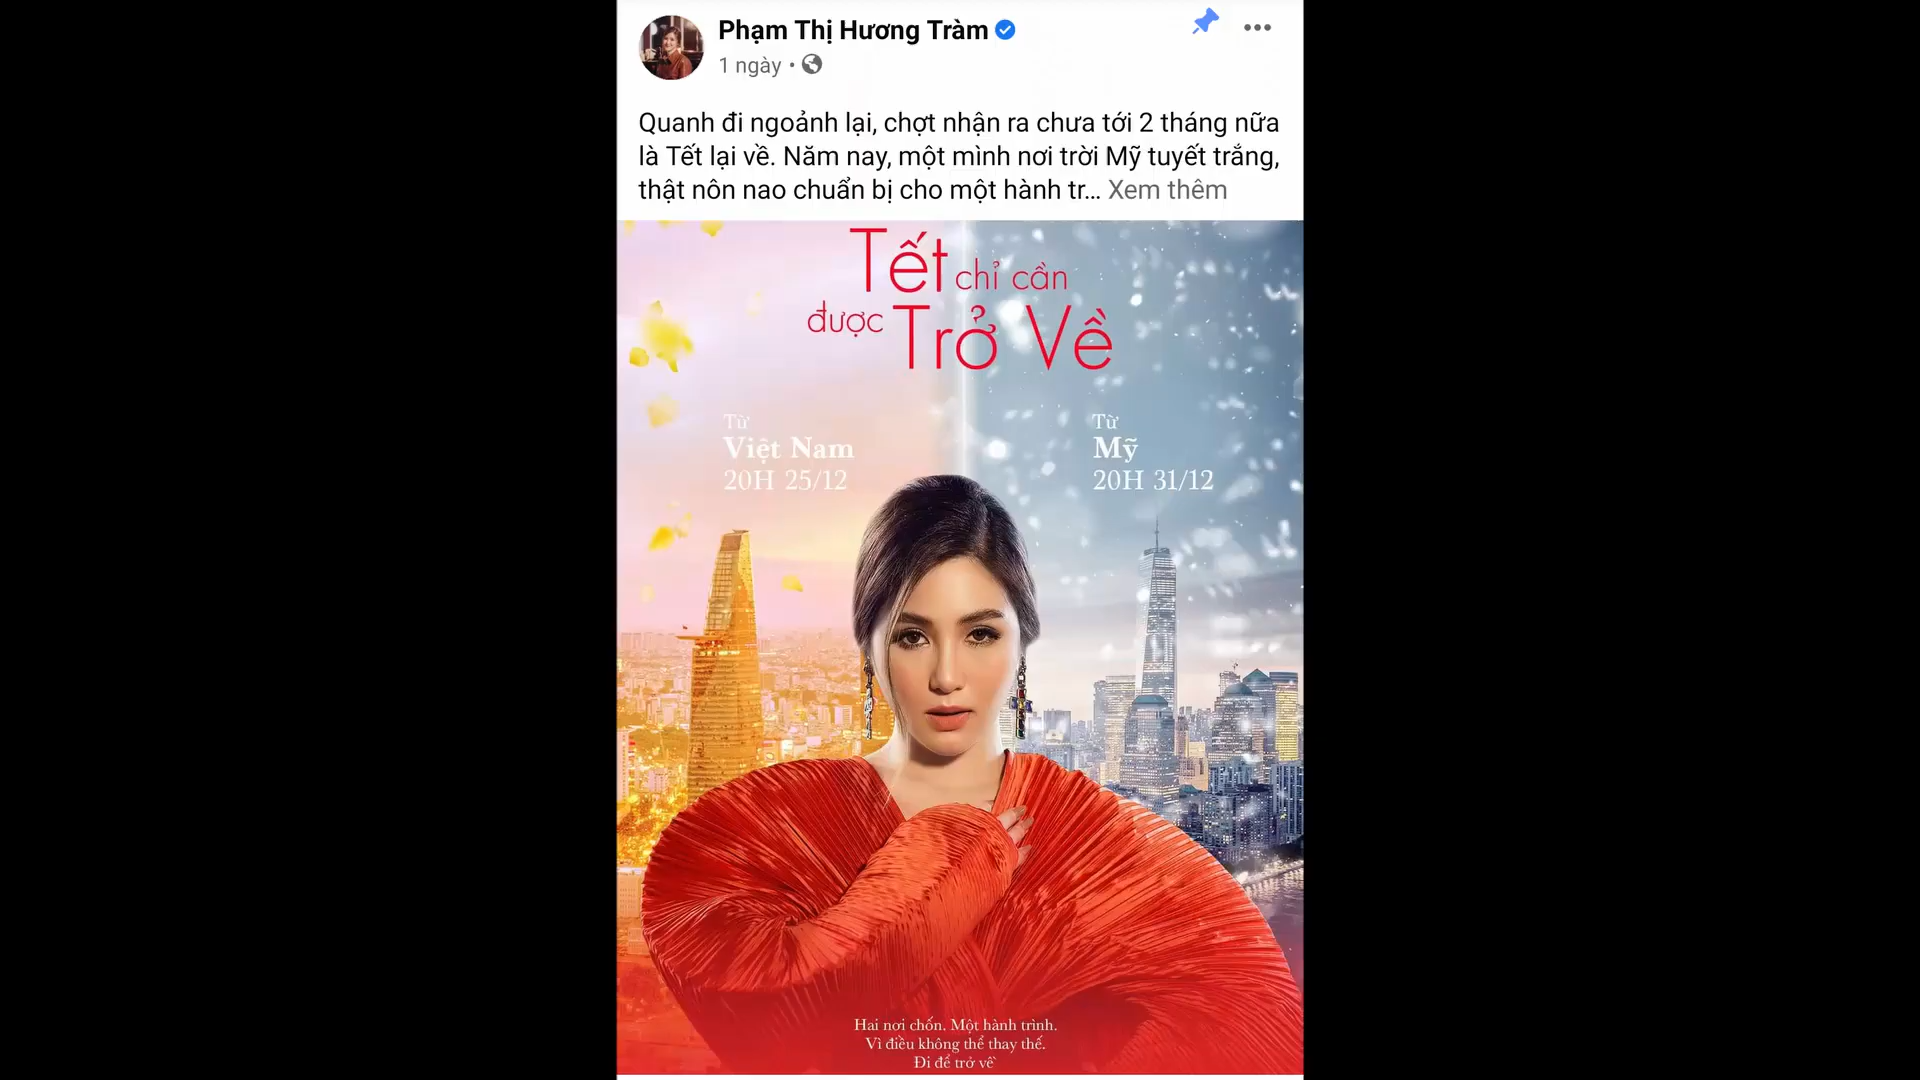 Phạm Thị Hương Tràm
1 ngày •
Quanh đi ngoảnh lại, chợt nhận ra chưa tới 2 tháng nữa
là Tết lại về. Năm nay, một mình nơi trời Mỹ tuyết trắng,
thật nôn nao chuẩn bị cho một hành tr... Xem thêm
Tết chỉ cần
được Trở Về
Từ
Việt Nam
20H 25/12
Từ
Mỹ
20H 31/12
Hai nơi chốn. Một hành trình.
Vì điều không thể thay thế.
Đi để trở về